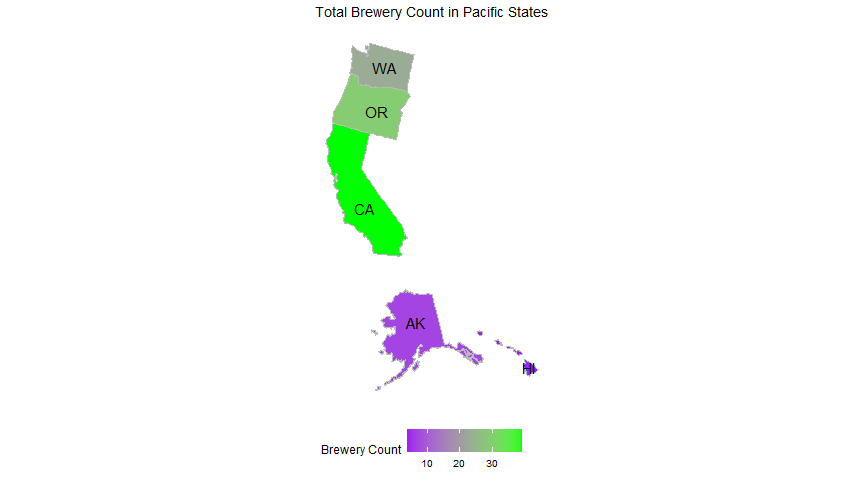 Total Brewery Count in Pacific States
WA
OR
CA
AK
HI
Brewery Count
10 20 30